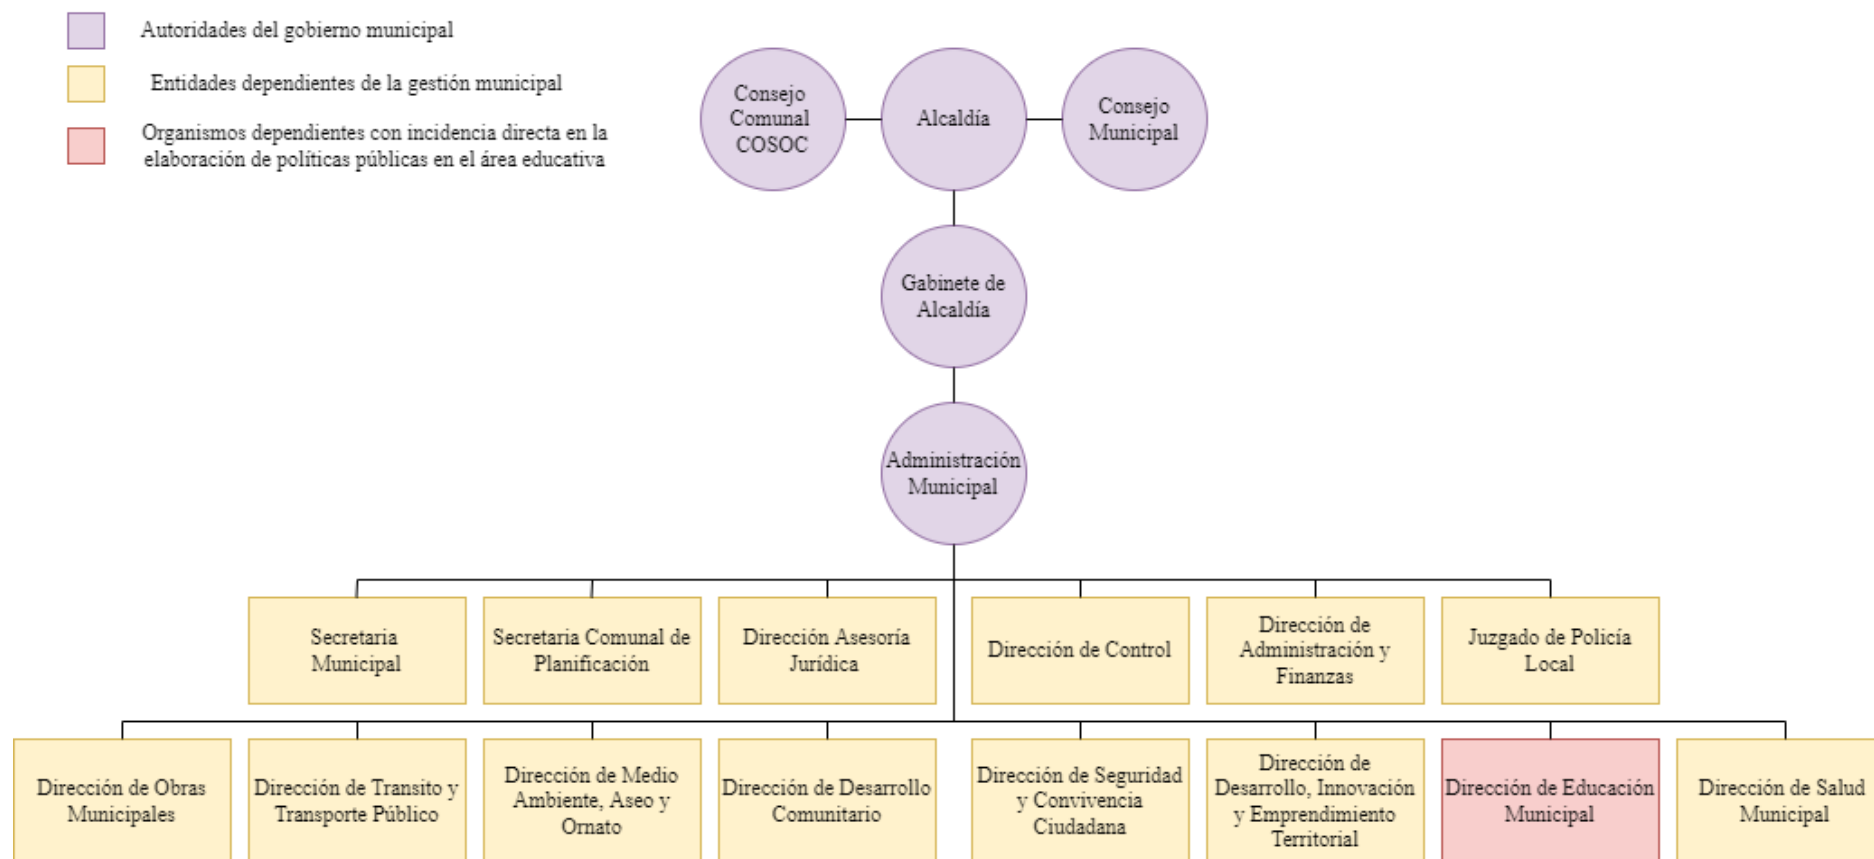 Autoridades del gobierno municipal
Entidades dependientes de la gestión municipal
Organismos dependientes con incidencia directa en la
elaboración de políticas públicas en el área educativa
Consejo
Comunal
COSOC
Alcaldía
Consejo
Municipal
Gabinete de
Alcaldía
Administración
Municipal
Secretaria
Municipal
Secretaria Comunal de
Planificación
Dirección Asesoría
Jurídica
Dirección de Control
Dirección de
Administración y
Finanzas
Juzgado de Policía
Local
Dirección de Obras
Municipales
Dirección de Transito y
Transporte Público
Dirección de Medio
Ambiente, Aseo y
Ornato
Dirección de Desarrollo
Comunitario
Dirección de Seguridad
y Convivencia
Ciudadana
Dirección de
Desarrollo, Innovación
y Emprendimiento
Territorial
Dirección de Educación
Municipal
Dirección de Salud
Municipal